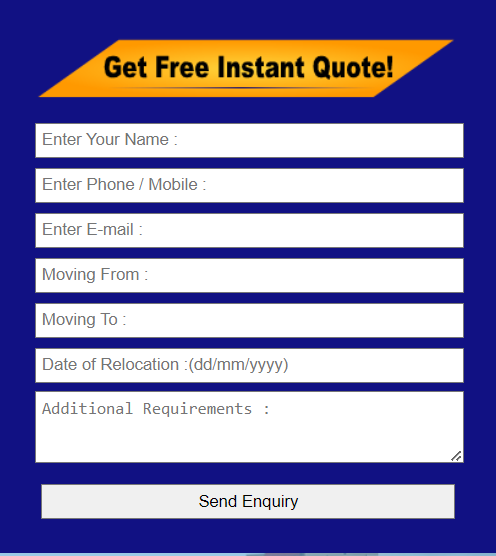 Get Free Instant Quote!
Enter Your Name :
Enter Phone / Mobile :
Enter E-mail :
Moving From :
Moving To :
Date of Relocation :(dd/mm/yyyy)
Additional Requirements :
Send Enquiry